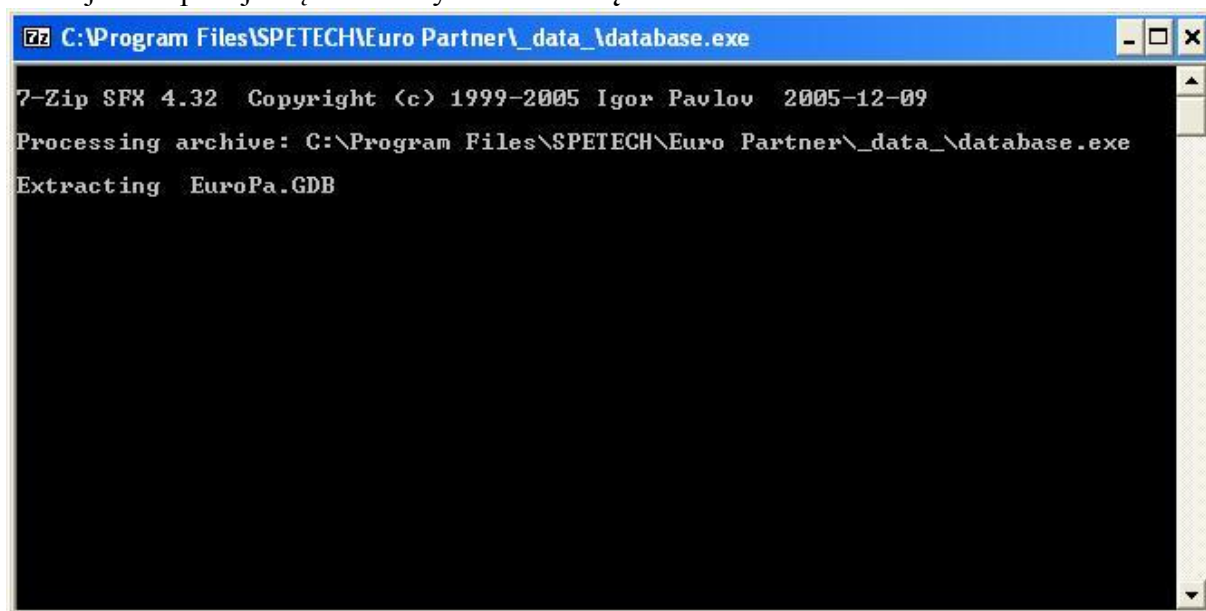 C:\Program Files\SPETECH\Euro Partner\_data_\database.exe
7-Zip SFX 4.32 Copyright (c) 1999-2005 Igor Pavlov 2005-12-09
Processing archive: C:\Program Files\SPETECH\Euro Partner\_data_\database.exe
Extracting EuroPa.GDB